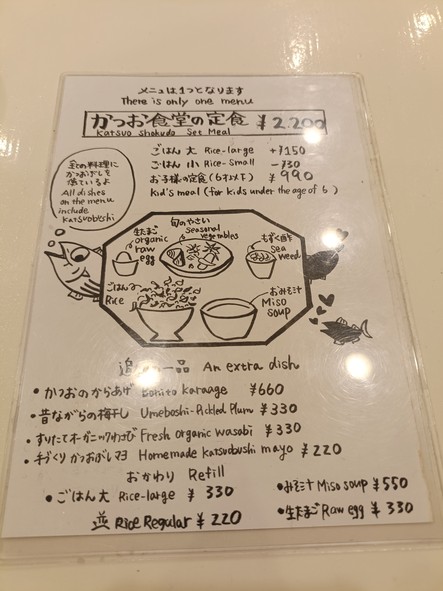 メニュは1つとなります
There is only one menu
かつお食堂の定食 ¥2,200
Katsuo Shokudo Set Meal
ごはん 大 Rice-large +¥150
ごはん 小 Rice-Small -¥30
お子様の定食(6才以下) ¥990
Kid's meal (for kids under the age of 6)
全ての料理に
かつおぶしを
使ているよ
All dishes
on the menu
include
Katsuobushi
生たまご
organic
raw
egg
旬のやさい
Seasonal
vegetables
もずく酢
Sea
weed
ごはん
Rice
おみそ汁
Miso
soup
一品 An extra dish
・かつおのからあげ Bonito Karaage ¥660
・昔ながらの梅干し Umeboshi-Pickled Plum ¥330
・すりたてオーガニックわさび Fresh organic wasabi ¥330
・手づくりかつおぶしマヨ Homemade Katsuobushi mayo ¥220
おかわり Refill
・ごはん 大 Rice-large ¥330
並 Rice Regular ¥220
・みそ汁 Miso soup ¥550
・生たまご Raw egg ¥330